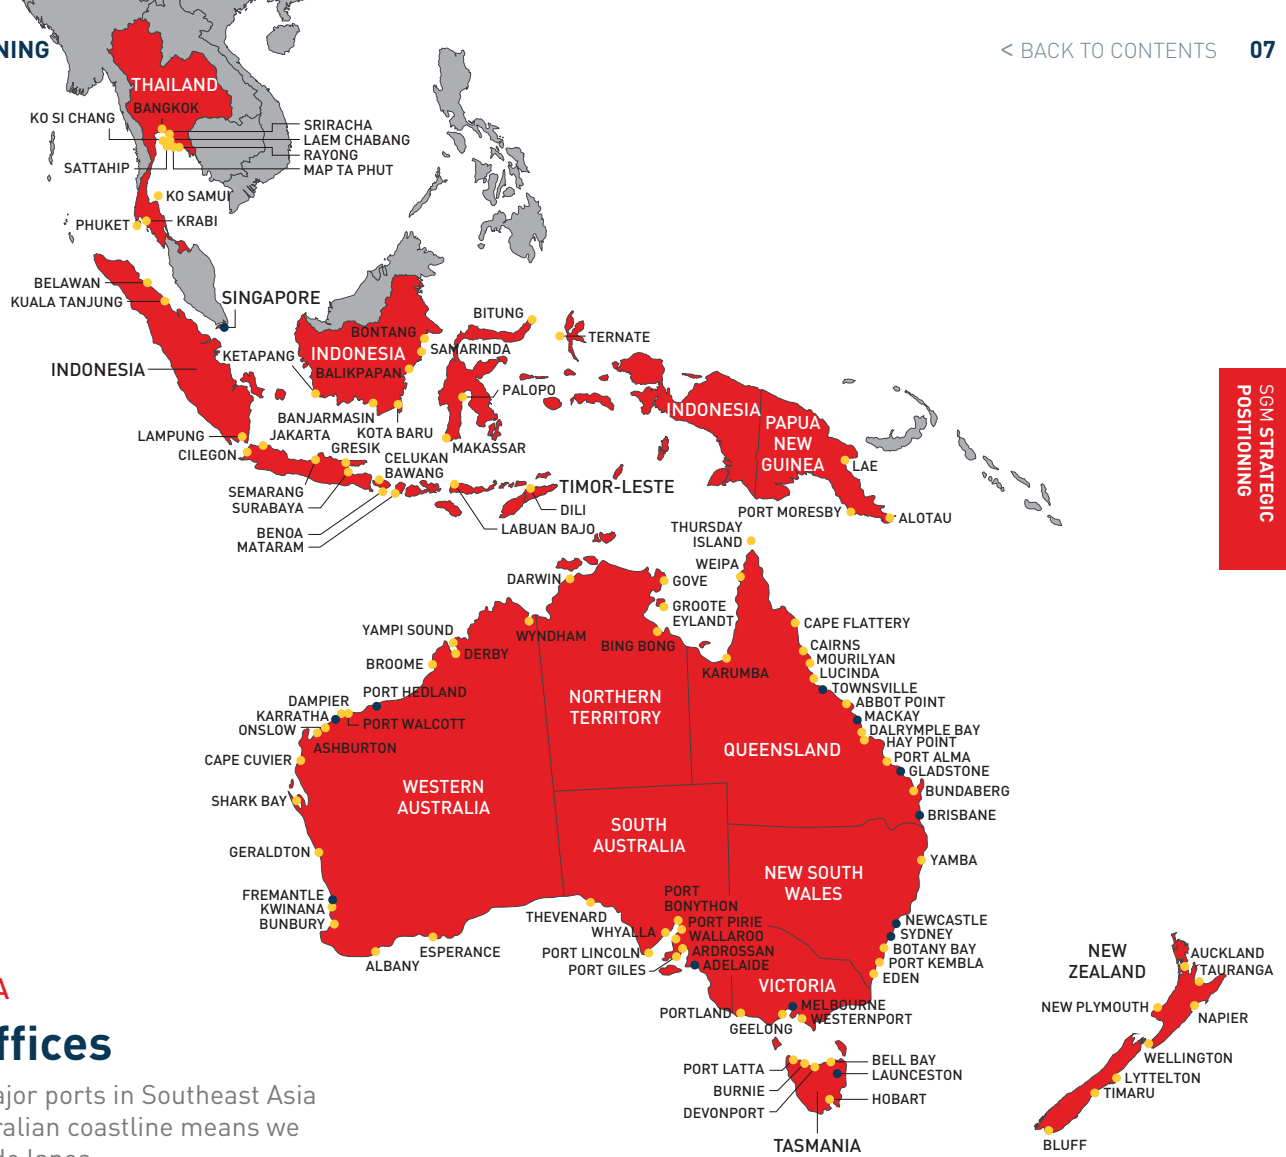 NING
< BACK TO CONTENTS 07
THAILAND
BANGKOK
KO SI CHANG
SRIRACHA
LAEM CHABANG
RAYONG
MAP TA PHUT
SATTAHIP
KO SAMUI
PHUKET
KRABI
BELAWAN
KUALA TANJUNG
SINGAPORE
INDONESIA
BITUNG
TERNATE
BONTANG
SAMARINDA
KETAPANG
INDONESIA
BALIKPAPAN
PALOPO
BANJARMASIN
KOTA BARU
MAKASSAR
LAMPUNG
CILEGON
JAKARTA
GRESIK
CELUKAN
BAWANG
SEMARANG
SURABAYA
BENOA
MATARAM
TIMOR-LESTE
DILI
LABUAN BAJO
INDONESIA
PAPUA
NEW
GUINEA
LAE
PORT MORESBY
ALOTAU
SGM STRATEGIC
POSITIONING
THURSDAY
ISLAND
WEIPA
DARWIN
GOVE
GROOTE
EYLANDT
BING BONG
WYNDHAM
YAMPI SOUND
DERBY
BROOME
KARUMBA
CAPE FLATTERY
CAIRNS
MOURILYAN
LUCINDA
TOWNSVILLE
ABBOT POINT
MACKAY
DALRYMPLE BAY
HAY POINT
PORT ALMA
GLADSTONE
BUNDABERG
BRISBANE
PORT HEDLAND
DAMPIER
KARRATHA
PORT WALCOTT
ONSLOW
ASHBURTON
CAPE CUVIER
SHARK BAY
GERALDTON
FREMANTLE
KWINANA
BUNBURY
ALBANY
ESPERANCE
NORTHERN
TERRITORY
QUEENSLAND
WESTERN
AUSTRALIA
SOUTH
AUSTRALIA
NEW SOUTH
WALES
YAMBA
NEWCASTLE
SYDNEY
BOTANY BAY
PORT KEMBLA
EDEN
PORT
BONYTHON
PORT PIRIE
WALLAROO
ARDROSSAN
ADELAIDE
THEVENARD
WHYALLA
PORT LINCOLN
PORT GILES
VICTORIA
MELBOURNE
WESTERNPORT
PORTLAND
GEELONG
PORT LATTA
BURNIE
DEVONPORT
BELL BAY
LAUNCESTON
HOBART
TASMANIA
NEW
ZEALAND
AUCKLAND
TAURANGA
NEW PLYMOUTH
NAPIER
WELLINGTON
LYTTELTON
TIMARU
BLUFF
A
ffices
ajor ports in Southeast Asia
ralian coastline means we